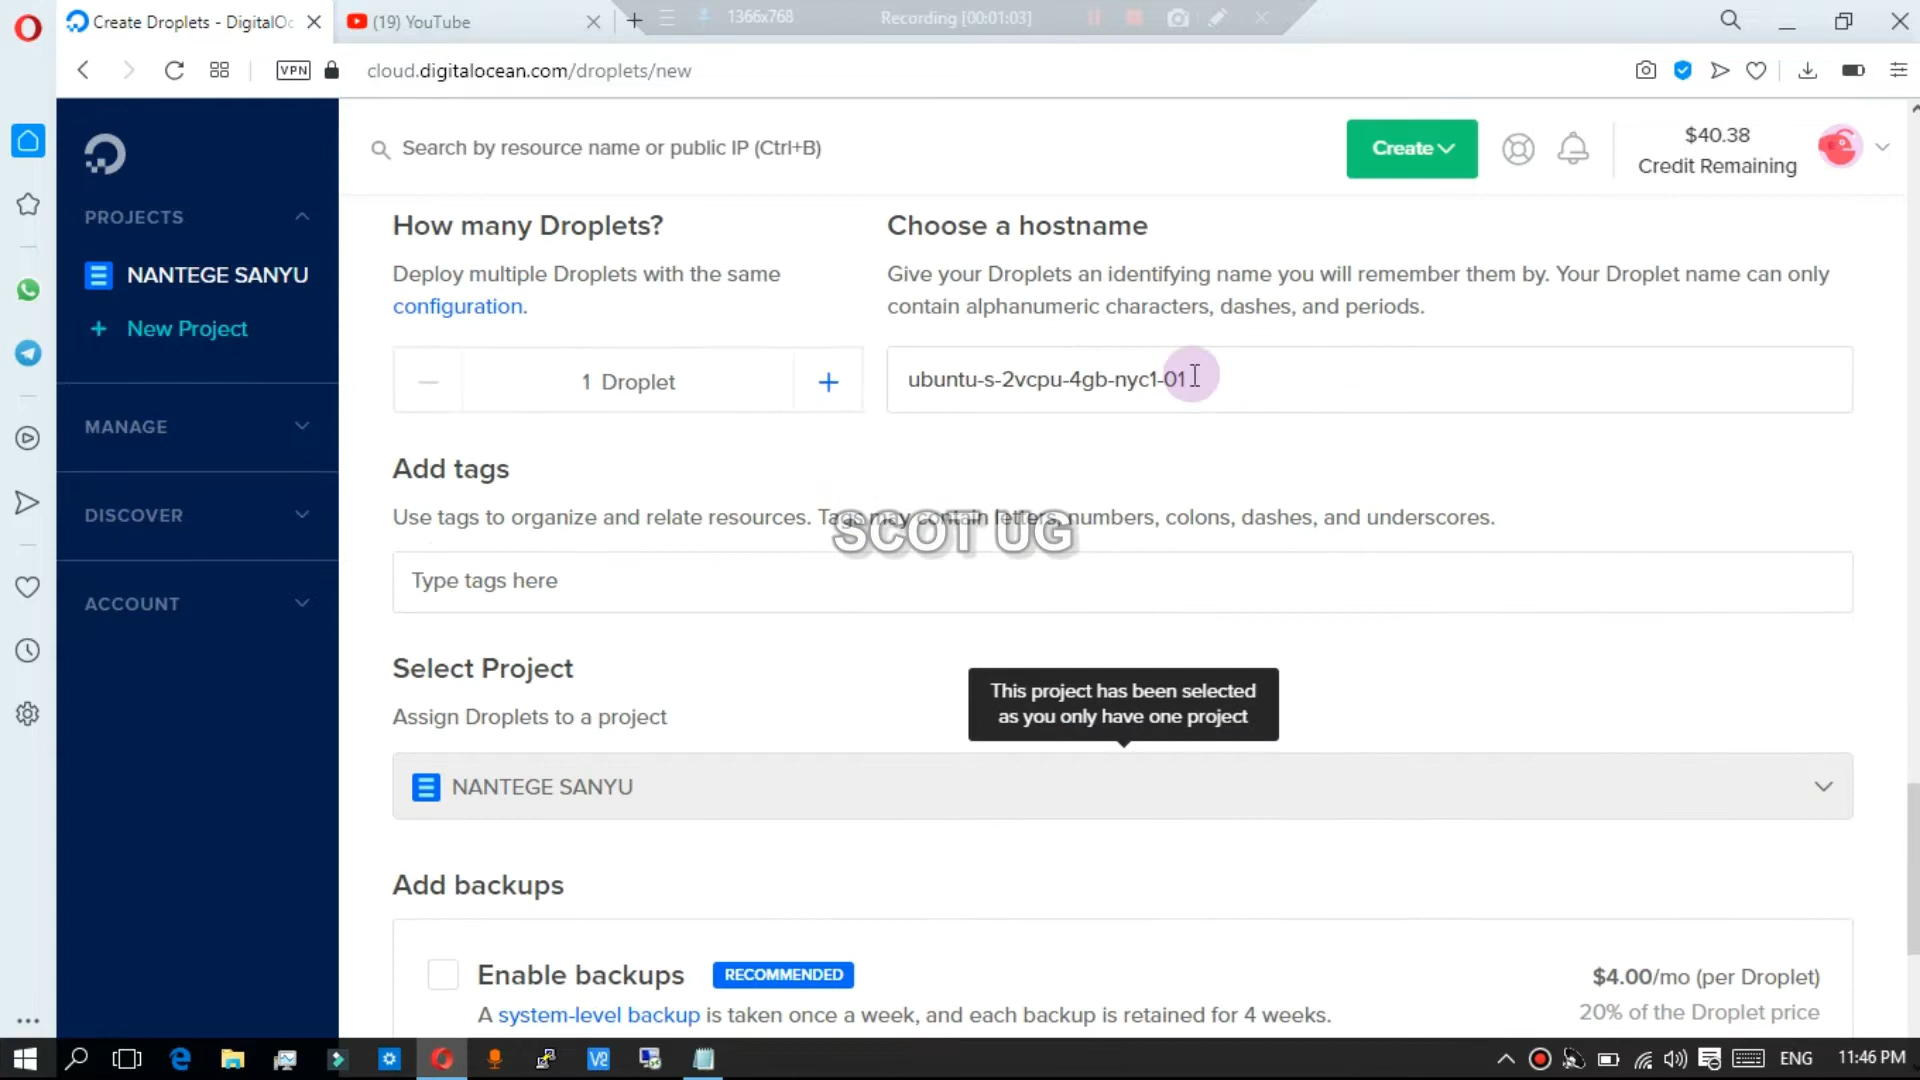 Create Droplets - DigitalOc
(19) YouTube
1366x768
Recording [00:01:03]
VPN
cloud.digitalocean.com/droplets/new
Search by resource name or public IP (Ctrl+B)
Create
$40.38
Credit Remaining
PROJECTS
NANTEGE SANYU
+ New Project
MANAGE
DISCOVER
ACCOUNT
How many Droplets?
Deploy multiple Droplets with the same
configuration.
1 Droplet
Choose a hostname
Give your Droplets an identifying name you will remember them by. Your Droplet name can only
contain alphanumeric characters, dashes, and periods.
ubuntu-s-2vcpu-4gb-nyc1-01
Add tags
Use tags to organize and relate resources. Tags may contain letters, numbers, colons, dashes, and underscores.
SCOT UG
Type tags here
Select Project
Assign Droplets to a project
This project has been selected
as you only have one project
NANTEGE SANYU
Add backups
Enable backups
RECOMMENDED
$4.00/mo (per Droplet)
A system-level backup is taken once a week, and each backup is retained for 4 weeks.
20% of the Droplet price
ENG
11:46 PM